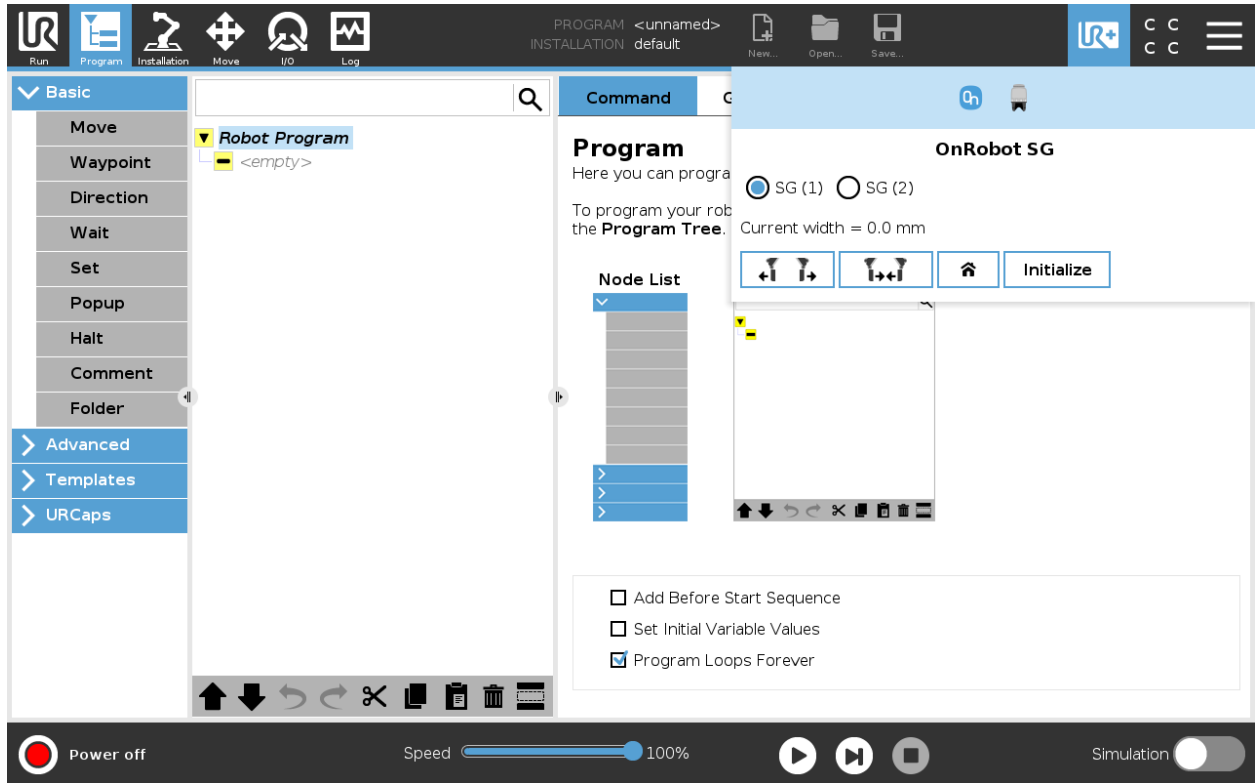 PROGRAM <unnamed>
INSTALLATION default
UR
UR+
C C
C C
Run
Program
Installation
Move
I/O
Log
New...
Open...
Save...
Basic
Move
Waypoint
Direction
Wait
Set
Popup
Halt
Comment
Folder
Advanced
Templates
URCaps
Robot Program
<empty>
Command
G
Program
Here you can progra
To program your rob
the Program Tree.
Node List
On
OnRobot SG
SG (1) SG (2)
Current width = 0.0 mm
Initialize
Add Before Start Sequence
Set Initial Variable Values
Program Loops Forever
Power off
Speed 100%
Simulation